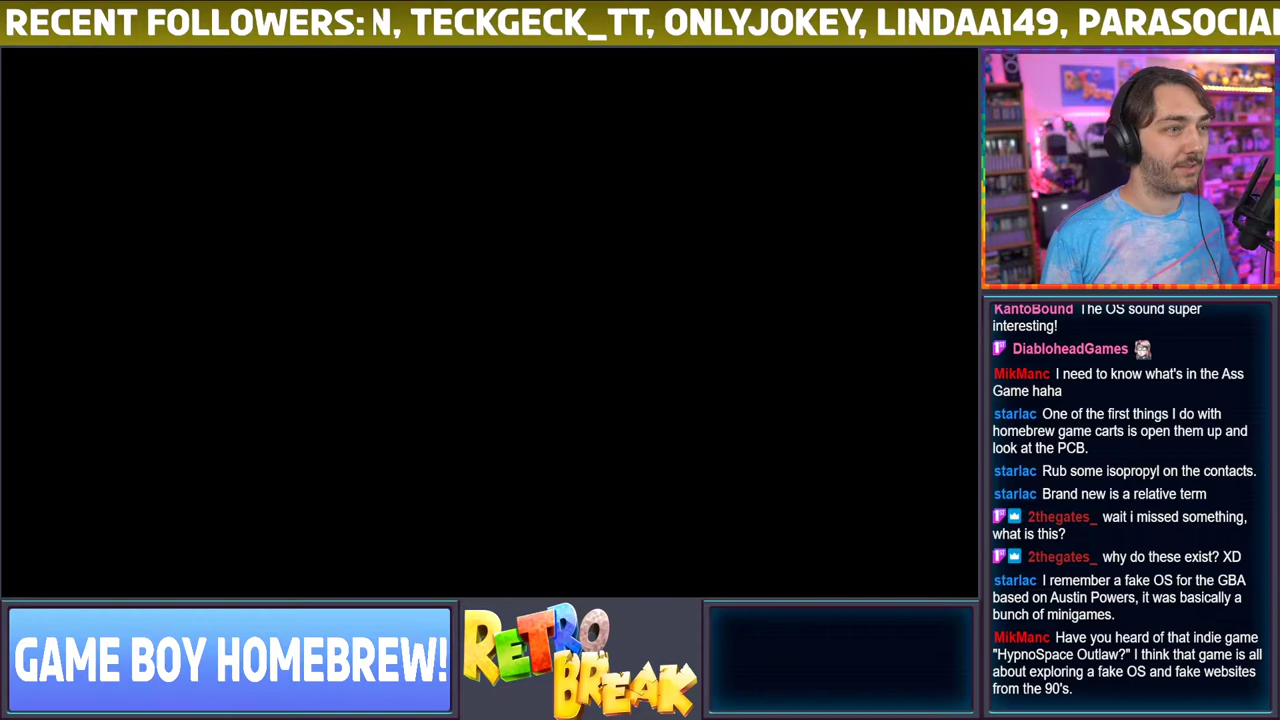 RECENT FOLLOWERS: N, TECKGECK_TT, ONLYJOKEY, LINDAA149, PARASOCIAL
KantoBound The OS sound super
interesting!
DiabloheadGames
MikManc I need to know what's in the Ass
Game haha
starlac One of the first things I do with
homebrew game carts is open them up and
look at the PCB.
starlac Rub some isopropyl on the contacts.
starlac Brand new is a relative term
2thegates_ wait i missed something,
what is this?
2thegates_ why do these exist? XD
starlac I remember a fake OS for the GBA
based on Austin Powers, it was basically a
bunch of minigames.
MikManc Have you heard of that indie game
"HypnoSpace Outlaw?" I think that game is all
about exploring a fake OS and fake websites
from the 90's.
GAME BOY HOMEBREW!
RETRO
BREAK